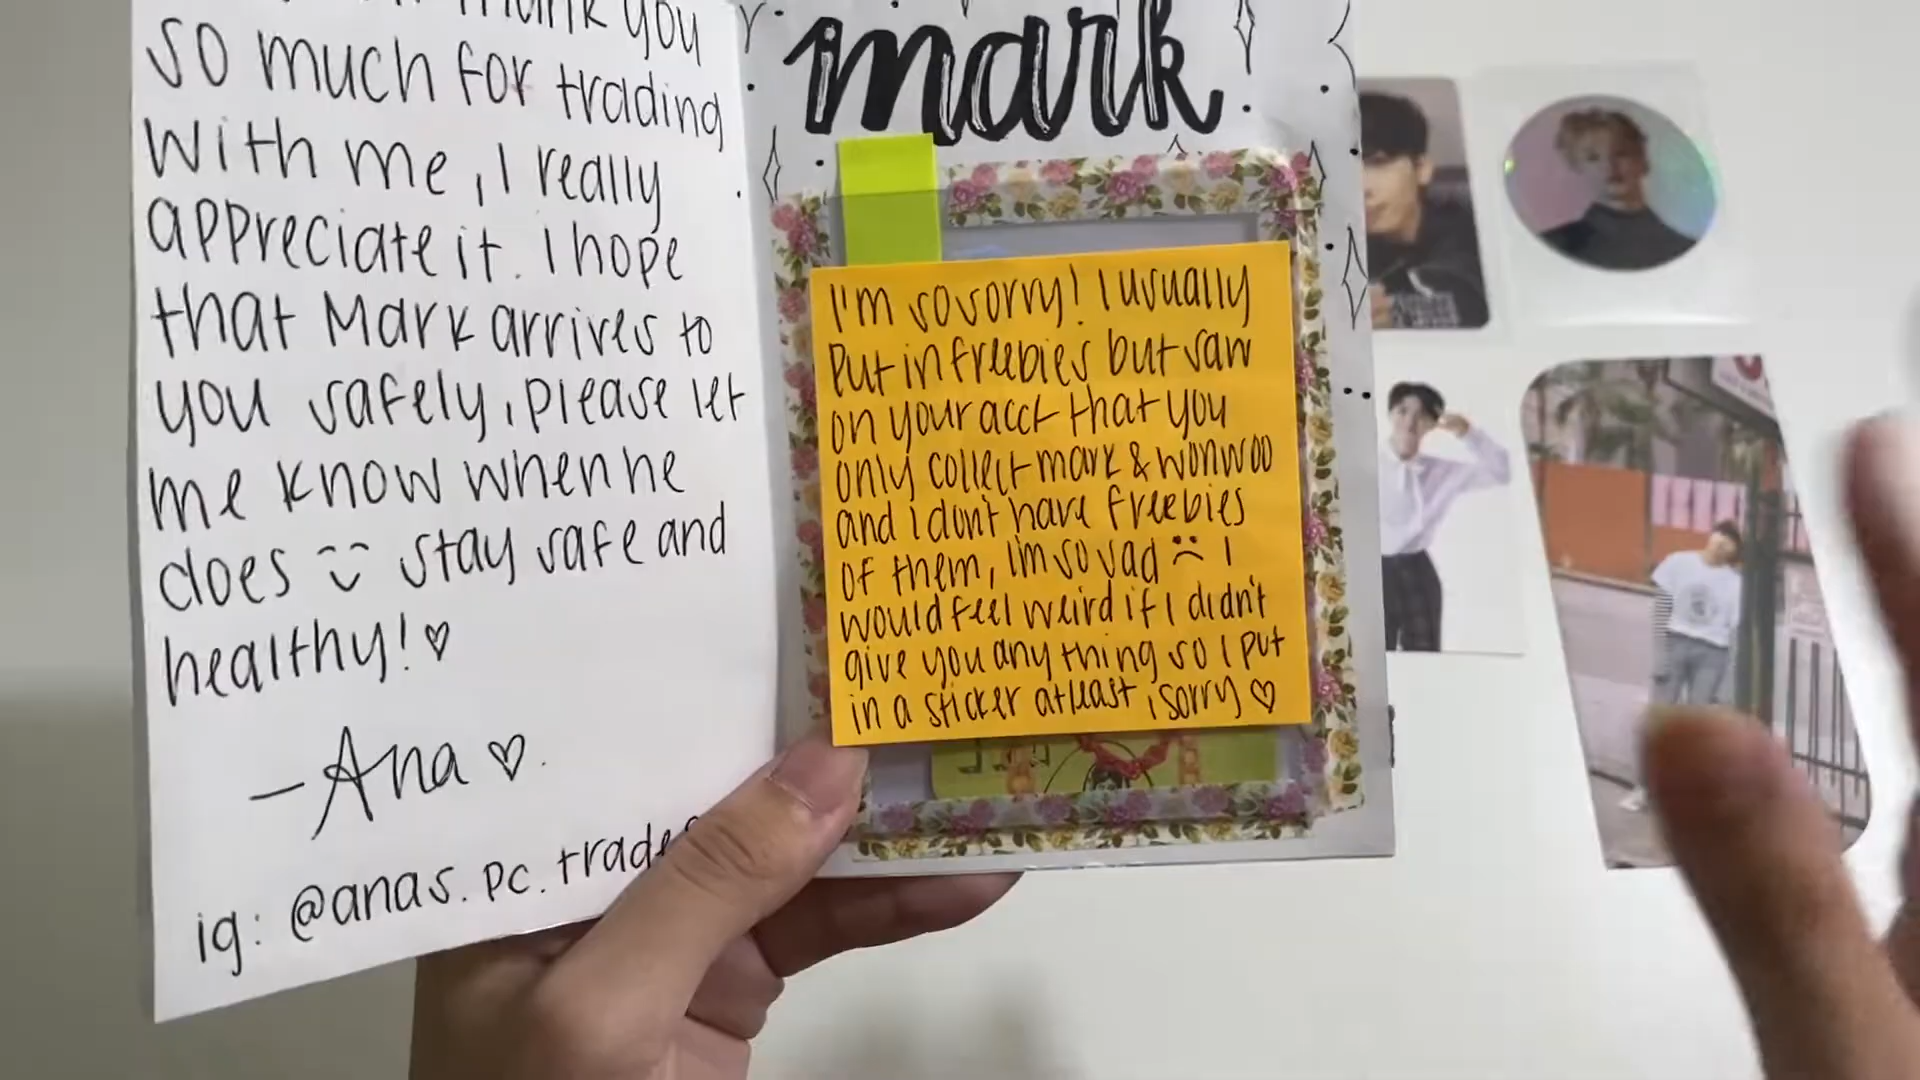 thank you
so much for trading
with me, I really
appreciate it. I hope
that Mark arrives to
you safely, please let
me know when he
does stay safe and
healthy! ♡
- Ana ♡
ig: @anas.pc.trades
mark
I'm so sorry! I usually
put in freebies but saw
on your acct that you
only collect mark & wonwoo
and I don't have freebies
of them, I'm so sad I
would feel weird if I didn't
give you anything so I put
in a sticker atleast, sorry ♡